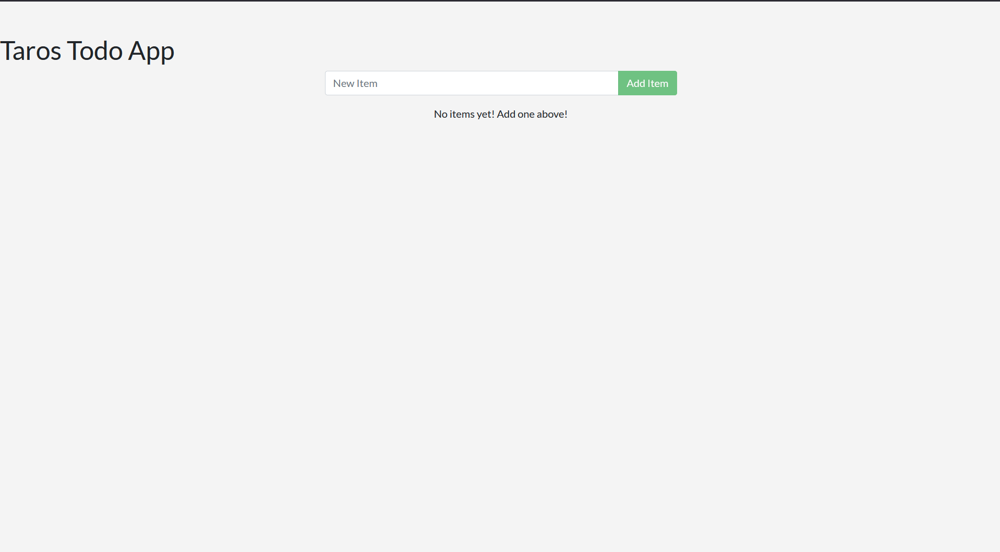 Taros Todo App
New Item
Add Item
No items yet! Add one above!